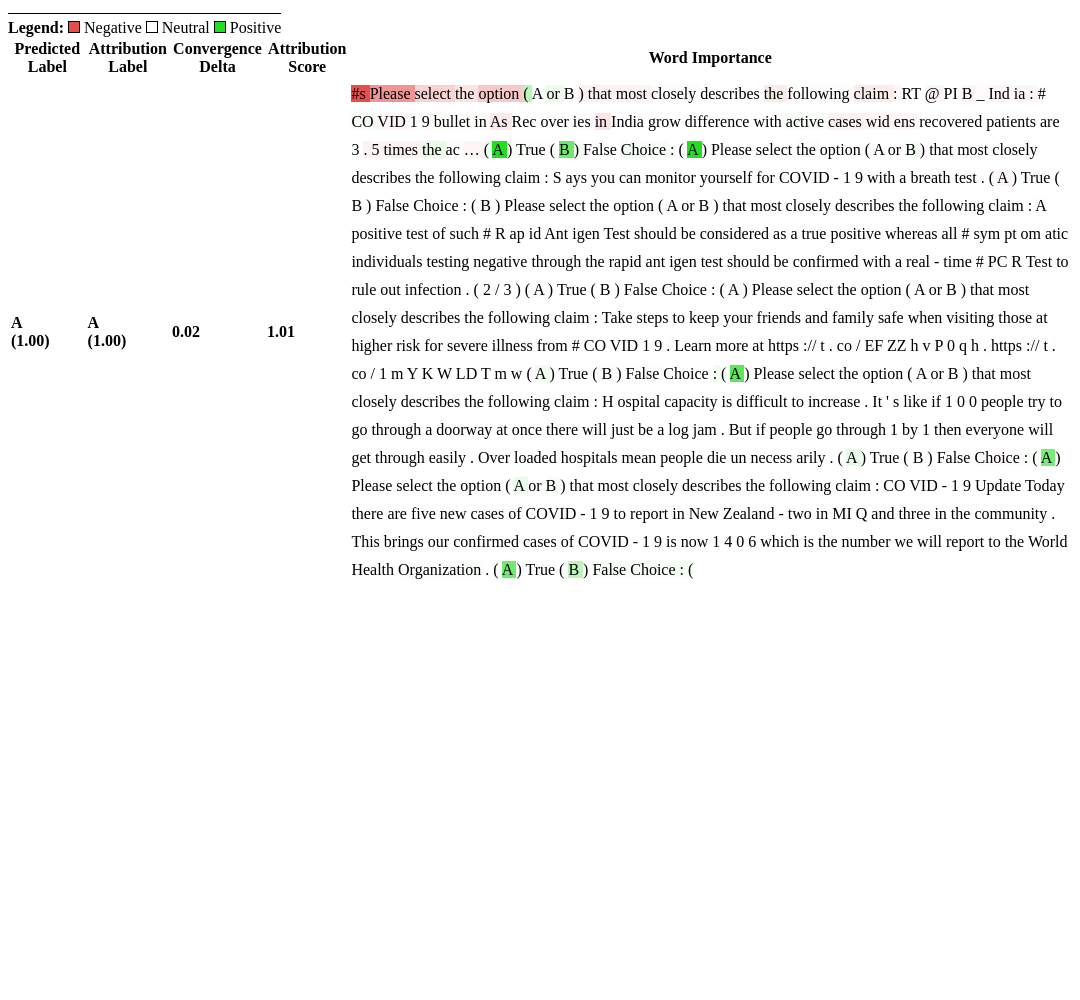 Legend: Negative Neutral Positive
Predicted Label Attribution Label Convergence Delta Attribution Score Word Importance
A (1.00) A (1.00) 0.02 1.01
#s Please select the option ( A or B ) that most closely describes the following claim : RT @ PI B _ Ind ia : #
CO VID 1 9 bullet in As Rec over ies in India grow difference with active cases wid ens recovered patients are
3 . 5 times the ac … ( A ) True ( B ) False Choice : ( A ) Please select the option ( A or B ) that most closely
describes the following claim : S ays you can monitor yourself for COVID - 1 9 with a breath test . ( A ) True (
B ) False Choice : ( B ) Please select the option ( A or B ) that most closely describes the following claim : A
positive test of such # R ap id Ant igen Test should be considered as a true positive whereas all # sym pt om atic
individuals testing negative through the rapid ant igen test should be confirmed with a real - time # PC R Test to
rule out infection . ( 2 / 3 ) ( A ) True ( B ) False Choice : ( A ) Please select the option ( A or B ) that most
closely describes the following claim : Take steps to keep your friends and family safe when visiting those at
higher risk for severe illness from # CO VID 1 9 . Learn more at https :// t . co / EF ZZ h v P 0 q h . https :// t .
co / 1 m Y K W LD T m w ( A ) True ( B ) False Choice : ( A ) Please select the option ( A or B ) that most
closely describes the following claim : H ospital capacity is difficult to increase . It ' s like if 1 0 0 people try to
go through a doorway at once there will just be a log jam . But if people go through 1 by 1 then everyone will
get through easily . Over loaded hospitals mean people die un necess arily . ( A ) True ( B ) False Choice : ( A )
Please select the option ( A or B ) that most closely describes the following claim : CO VID - 1 9 Update Today
there are five new cases of COVID - 1 9 to report in New Zealand - two in MI Q and three in the community .
This brings our confirmed cases of COVID - 1 9 is now 1 4 0 6 which is the number we will report to the World
Health Organization . ( A ) True ( B ) False Choice : (